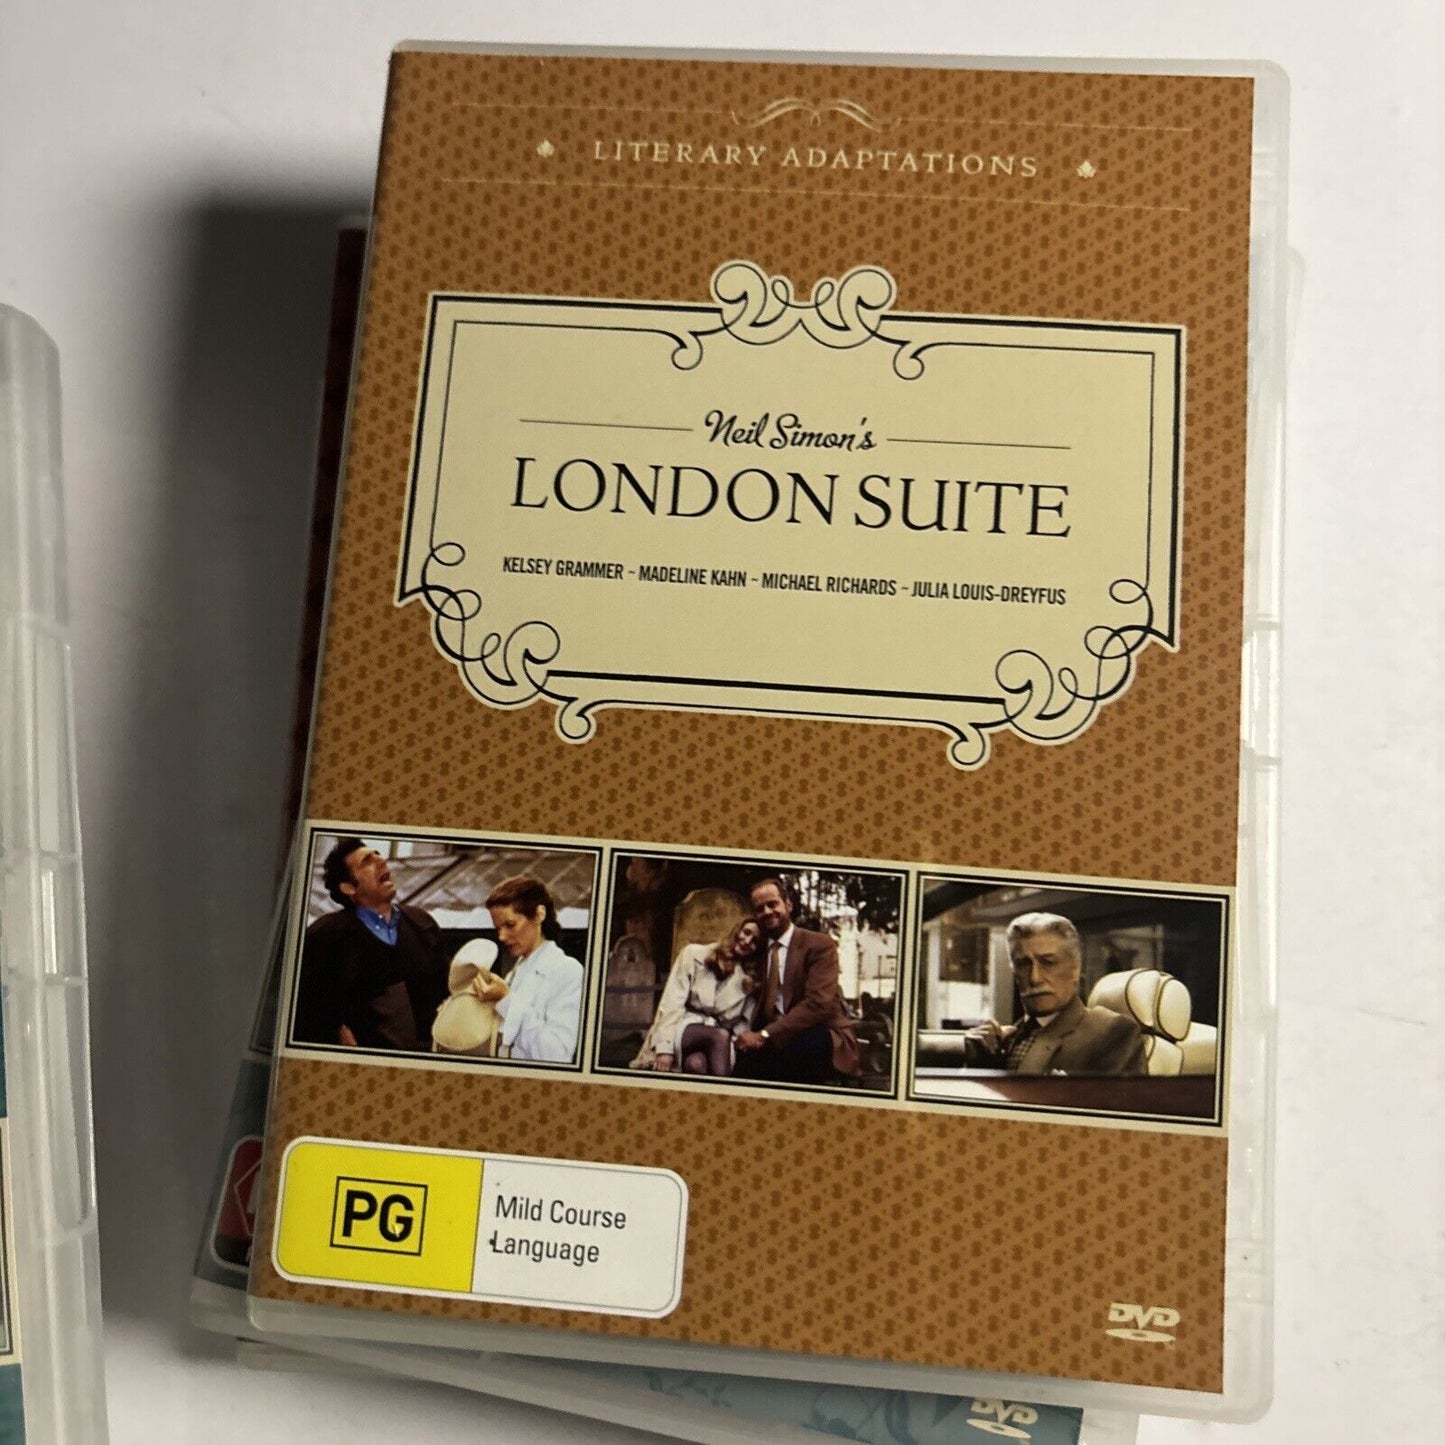 LITERARY ADAPTATIONS
Neil Simon's
LONDON SUITE
KELSEY GRAMMER ~ MADELINE KAHN ~ MICHAEL RICHARDS ~ JULIA LOUIS-DREYFUS
PG
Mild Course
Language
DVD
DVD